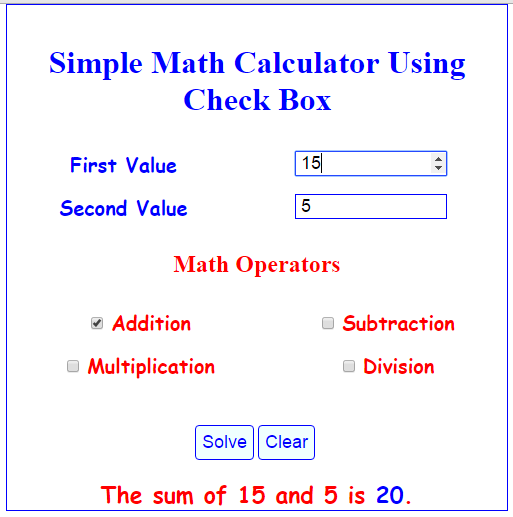 Simple Math Calculator Using
Check Box
First Value 15
Second Value 5
Math Operators
Addition Subtraction
Multiplication Division
Solve Clear
The sum of 15 and 5 is 20.